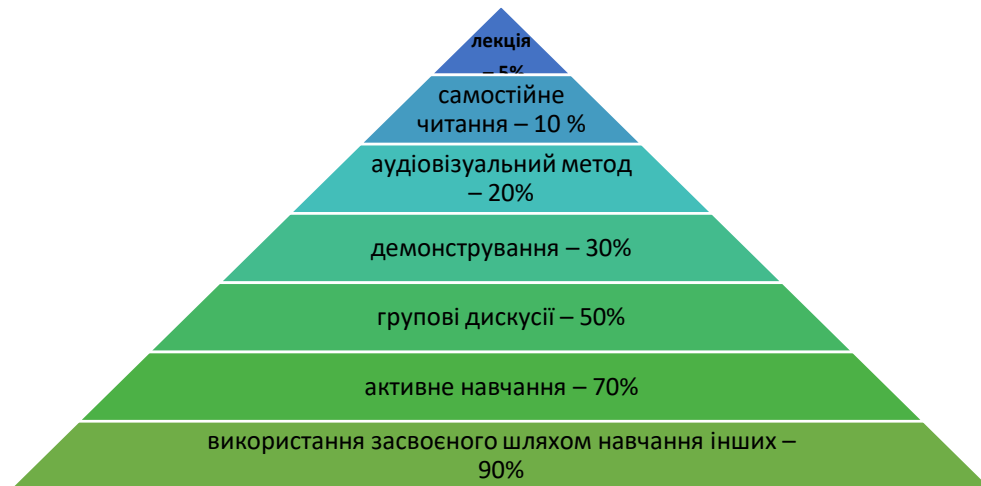 лекція
– 5%
самостійне
читання – 10 %
аудіовізуальний метод
– 20%
демонстрування – 30%
групові дискусії – 50%
активне навчання – 70%
використання засвоєного шляхом навчання інших –
90%